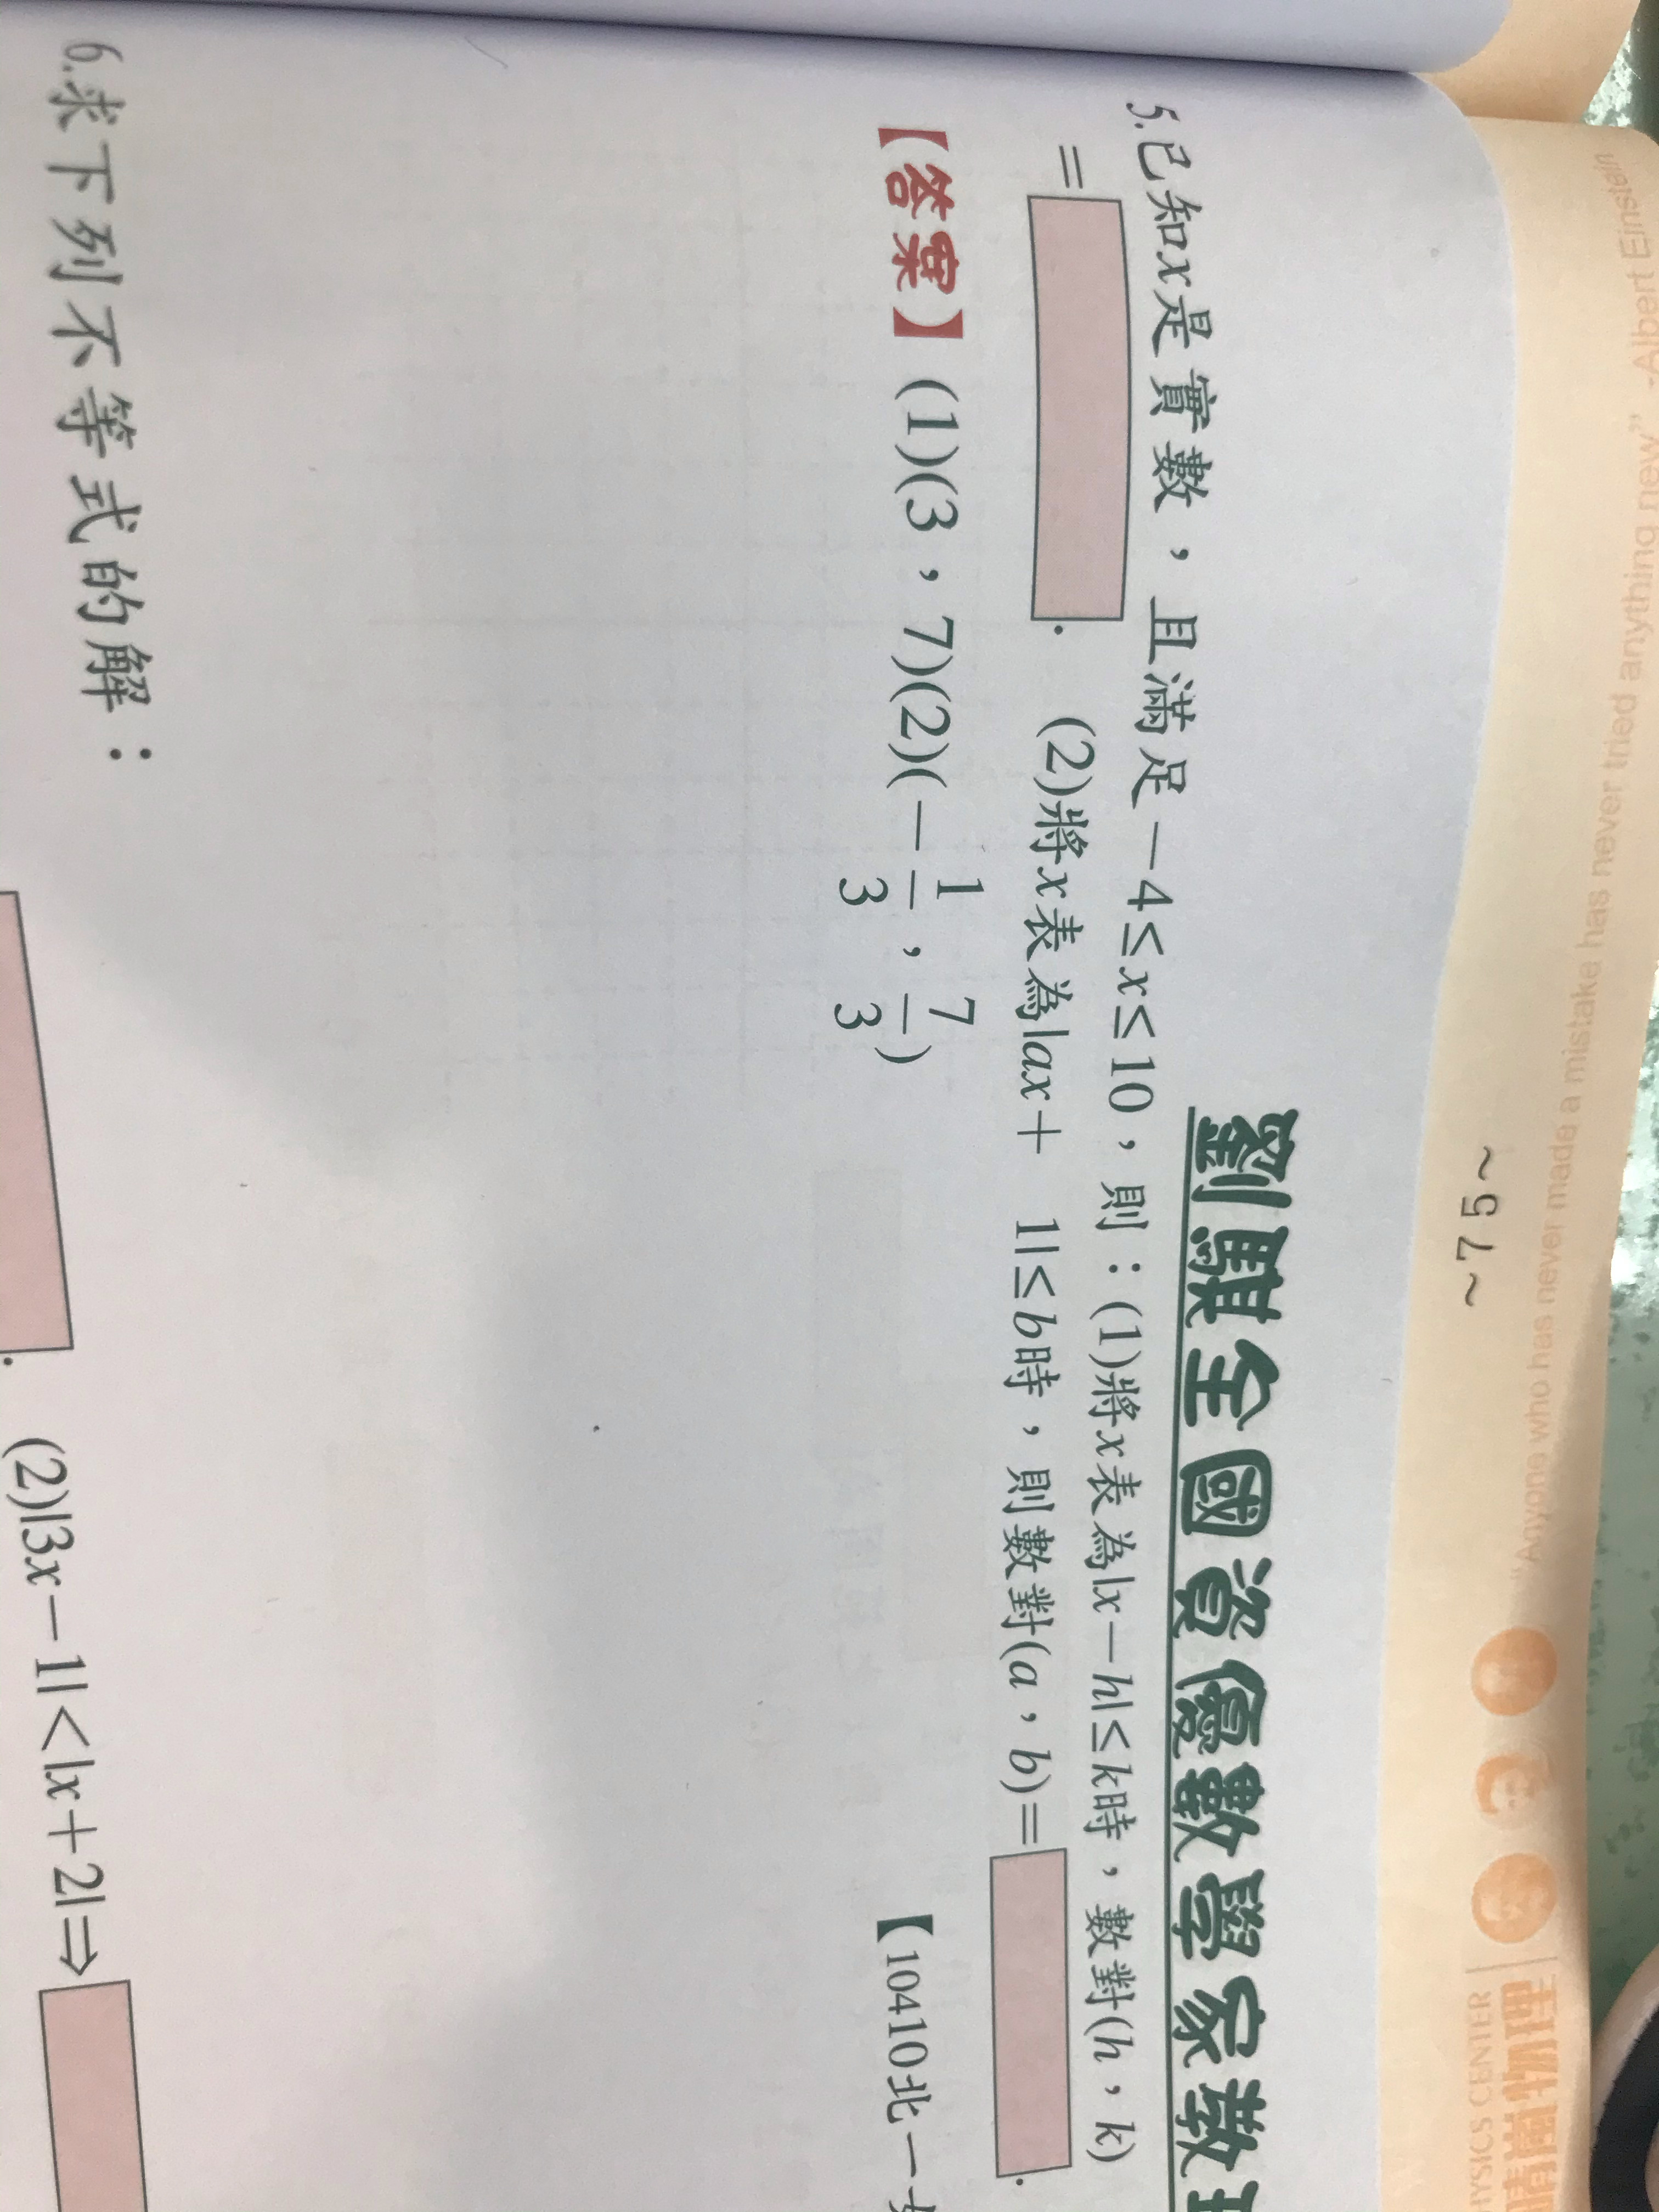 "Anyone who has never made a mistake has never tried anything new" -Albert Einstein
~75~
劉騏全國資優數學家教
5.已知x是實數，且滿足－4≤x≤10，則：(1)將x表為|x－h|≤k時，數對(h，k)
＝．(2)將x表為|ax＋ 1|≤b時，則數對(a，b)＝．
【答案】(1)(3，7)(2)(－1/3，7/3)
【10410北一
6.求下列不等式的解：
．(2)|3x－1|<|x＋2|⇒